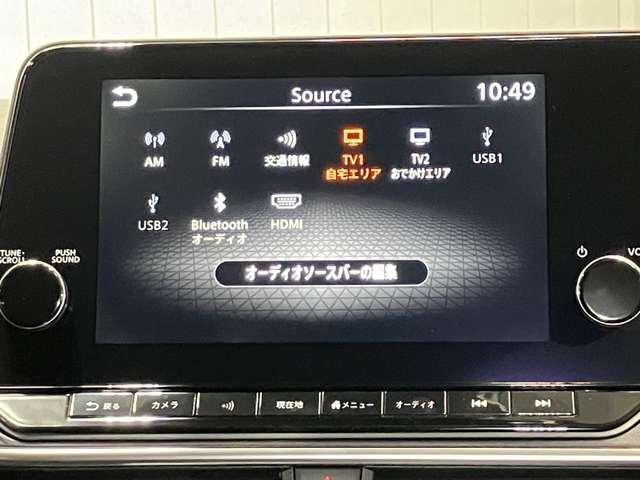 Source
10:49
AM
FM
交通情報
TV1
自宅エリア
TV2
おでかけエリア
USB1
USB2
Bluetooth
オーディオ
HDMI
オーディオソースバーの編集
TUNE·
SCROLL
PUSH
SOUND
VO
戻る
カメラ
現在地
メニュー
オーディオ